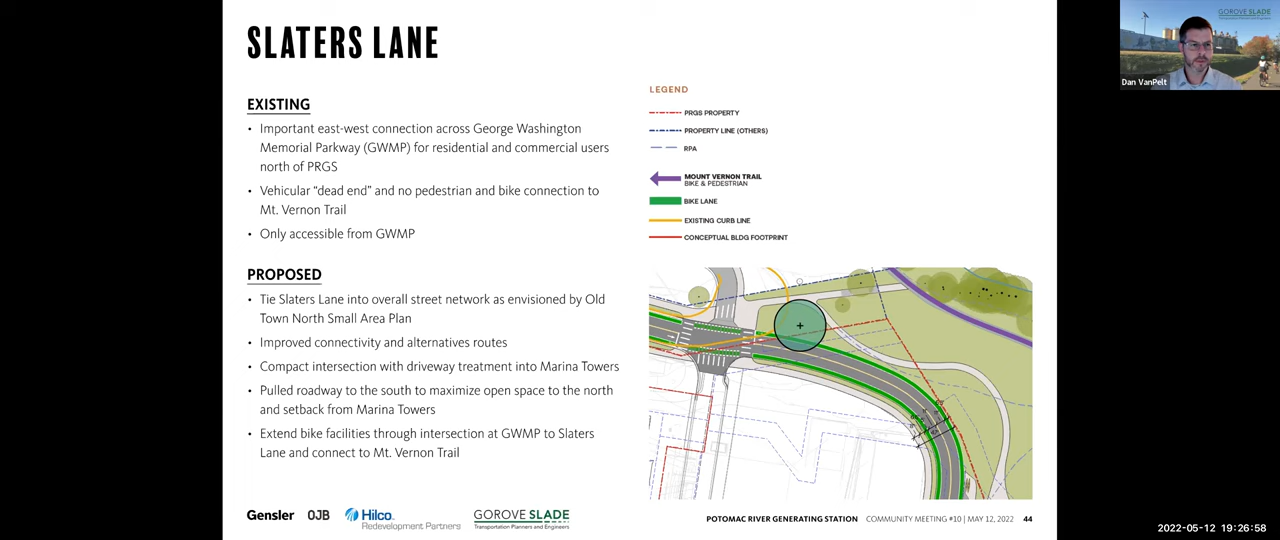 SLATERS LANE
EXISTING
• Important east-west connection across George Washington
Memorial Parkway (GWMP) for residential and commercial users
north of PRGS
• Vehicular “dead end” and no pedestrian and bike connection to
Mt. Vernon Trail
• Only accessible from GWMP
PROPOSED
• Tie Slaters Lane into overall street network as envisioned by Old
Town North Small Area Plan
• Improved connectivity and alternatives routes
• Compact intersection with driveway treatment into Marina Towers
• Pulled roadway to the south to maximize open space to the north
and setback from Marina Towers
• Extend bike facilities through intersection at GWMP to Slaters
Lane and connect to Mt. Vernon Trail
LEGEND
PRGS PROPERTY
PROPERTY LINE (OTHERS)
RPA
MOUNT VERNON TRAIL
BIKE & PEDESTRIAN
BIKE LANE
EXISTING CURB LINE
CONCEPTUAL BLDG FOOTPRINT
Gensler
OJB
Hilco
Redevelopment Partners
GOROVE SLADE
Transportation Planners and Engineers
POTOMAC RIVER GENERATING STATION COMMUNITY MEETING #10 | MAY 12, 2022 44
GOROVE SLADE
Dan VanPelt
2022-05-12 19:26:58